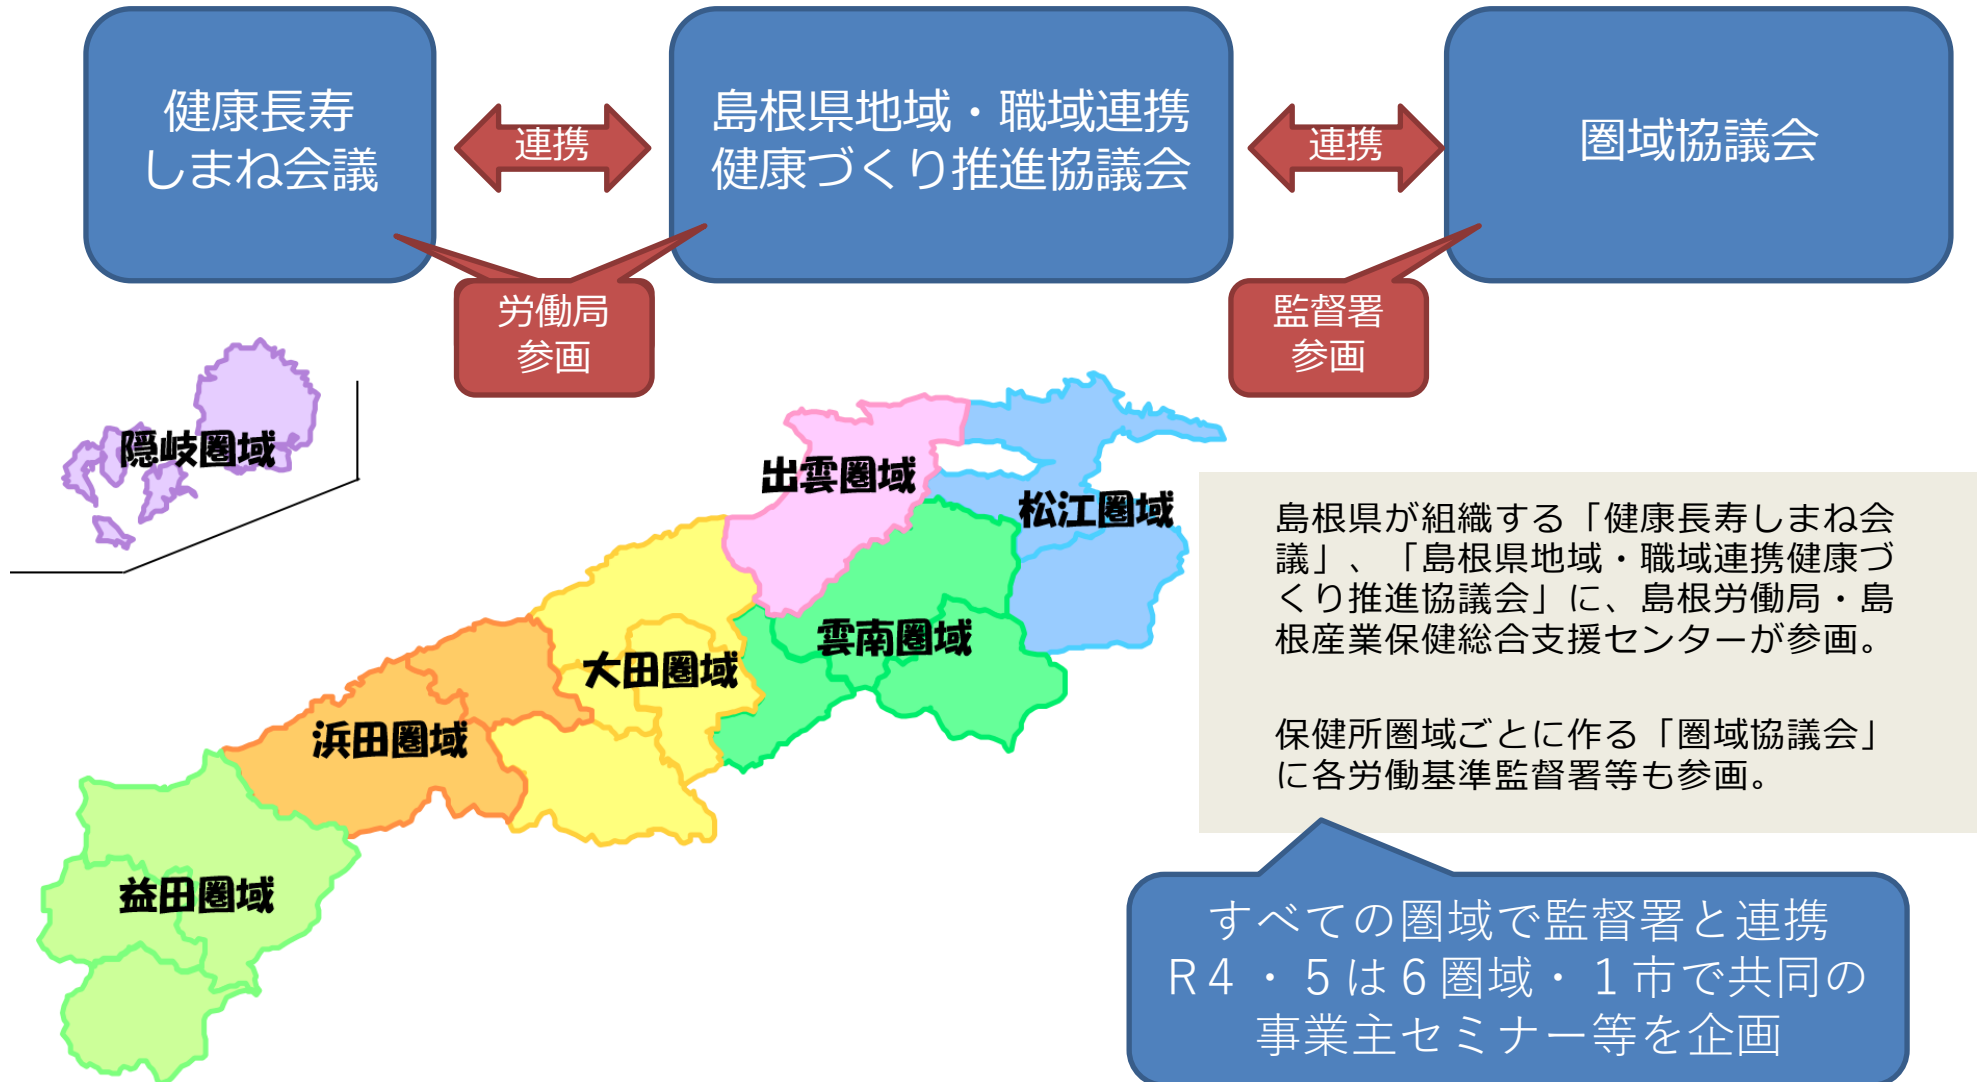 健康長寿
しまね会議
連携
島根県地域・職域連携
健康づくり推進協議会
連携
圏域協議会
労働局
参画
監督署
参画
隠岐圏域
出雲圏域
松江圏域
雲南圏域
大田圏域
浜田圏域
益田圏域
島根県が組織する「健康長寿しまね会
議」、「島根県地域・職域連携健康づ
くり推進協議会」に、島根労働局・島
根産業保健総合支援センターが参画。
保健所圏域ごとに作る「圏域協議会」
に各労働基準監督署等も参画。
すべての圏域で監督署と連携
R４・５は６圏域・１市で共同の
事業主セミナー等を企画